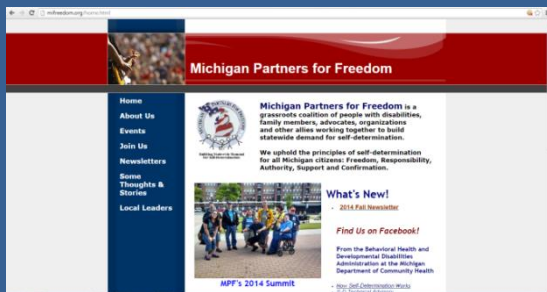 mifreedom.org/home.html
Michigan Partners for Freedom
Home
About Us
Events
Join Us
Newsletters
Some
Thoughts &
Stories
Local Leaders
Michigan Partners for Freedom is a
grassroots coalition of people with disabilities,
family members, advocates, organizations
and other allies working together to build
statewide demand for self-determination.
We uphold the principles of self-determination
for all Michigan citizens: Freedom, Responsibility,
Authority, Support and Confirmation.
MPF's 2014 Summit
What's New!
2014 Fall Newsletter
Find Us on Facebook!
From the Behavioral Health and
Developmental Disabilities
Administration at the Michigan
Department of Community Health
How Self-Determination Works